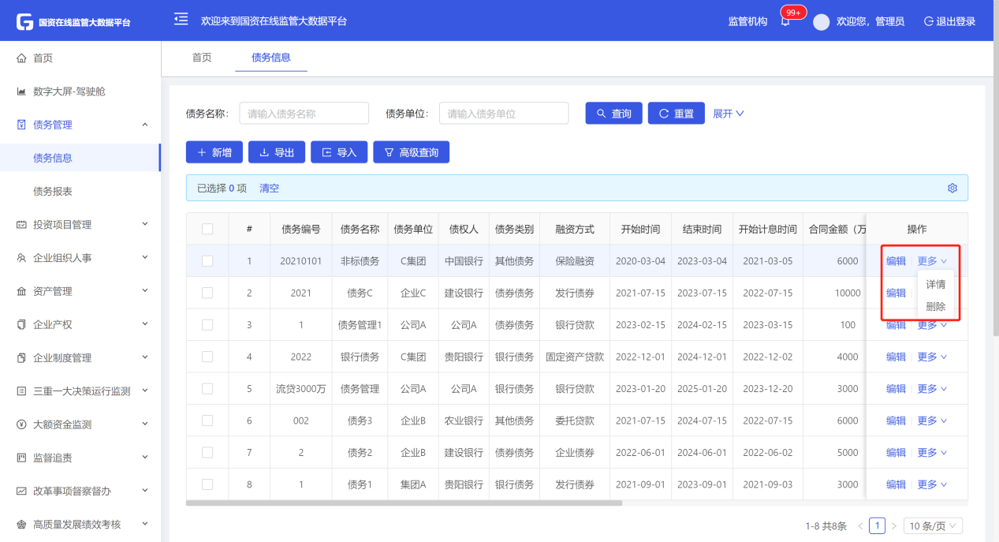 国资在线监管大数据平台 欢迎来到国资在线监管大数据平台 监管机构 99+ 欢迎您，管理员 退出登录
首页 债务信息
首页
数字大屏-驾驶舱
债务管理
债务信息
债务报表
投资项目管理
企业组织人事
资产管理
企业产权
企业制度管理
三重一大决策运行监测
大额资金监测
监督追责
改革事项督察督办
高质量发展绩效考核
债务名称： 请输入债务名称 债务单位： 请输入债务单位 查询 重置 展开
新增 导出 导入 高级查询
已选择 0 项 清空
# 债务编号 债务名称 债务单位 债权人 债务类别 融资方式 开始时间 结束时间 开始计息时间 合同金额（万 操作
1 20210101 非标债务 C集团 中国银行 其他债务 保险融资 2020-03-04 2023-03-04 2021-03-05 6000 编辑 更多
详情
2 2021 债务C 企业C 建设银行 债券债务 发行债券 2021-07-15 2023-07-15 2022-07-15 10000 编辑
删除
3 1 债务管理1 公司A 公司A 债券债务 银行贷款 2023-02-15 2024-02-15 2023-03-15 100 编辑 更多
4 2022 银行债务 C集团 贵阳银行 银行债务 固定资产贷款 2022-12-01 2024-12-01 2022-12-02 4000 编辑 更多
5 流贷3000万 债务管理 公司A 公司A 银行债务 银行贷款 2023-01-20 2025-01-20 2023-12-20 3000 编辑 更多
6 002 债务3 企业B 农业银行 其他债务 委托贷款 2021-07-15 2024-07-15 2022-07-15 6000 编辑 更多
7 2 债务2 企业B 建设银行 债券债务 企业债券 2022-06-01 2024-06-01 2022-06-02 5000 编辑 更多
8 1 债务1 集团A 贵阳银行 银行债务 发行债券 2021-09-01 2023-09-01 2021-09-03 3000 编辑 更多
1-8 共8条 < 1 > 10 条/页